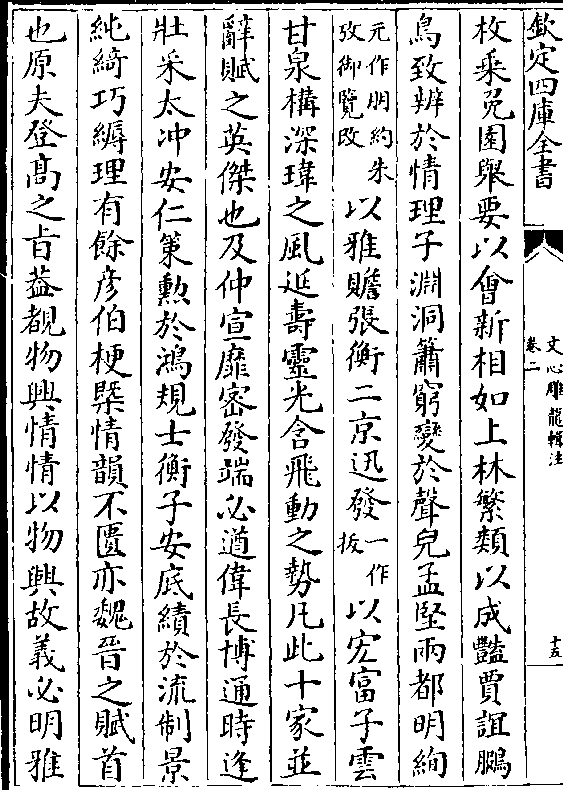 欽定四庫全書
文心雕龍輯注
卷二
十五
枚乘兔園舉要以會新相如上林繁類以成豔賈誼鵩
鳥致辨於情理子淵洞簫窮變於聲皃孟堅兩都明絢
元作朋約朱
攷御覽改
以雅贍張衡二京迅發
一作
拔
以宏富子雲
甘泉構深瑋之風延壽靈光含飛動之勢凡此十家並
辭賦之英傑也及仲宣靡宻發端必遒偉長博通時逢
壯采太冲安仁䇿勲於鴻規士衡子安底績於流制景
純綺巧縟理有餘彦伯梗槩情韻不匱亦魏晉之賦首
也原夫登髙之㫖葢覩物興情情以物興故義必明雅